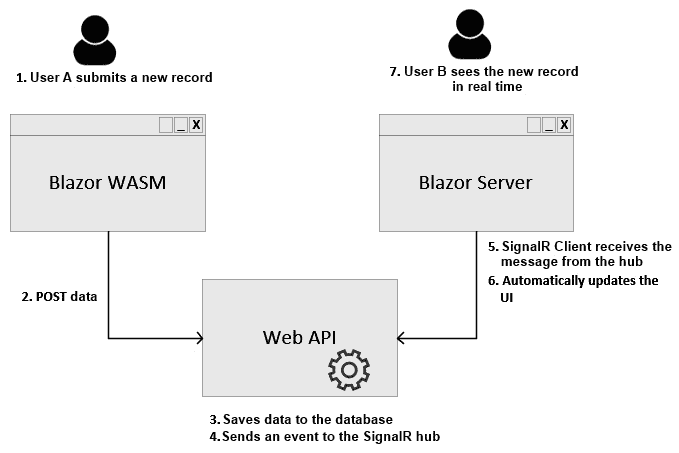 1. User A submits a new record
7. User B sees the new record
in real time
_ X
_ X
Blazor WASM
Blazor Server
5. SignalR Client receives the
message from the hub
6. Automatically updates the
UI
2. POST data
Web API
3. Saves data to the database
4. Sends an event to the SignalR hub